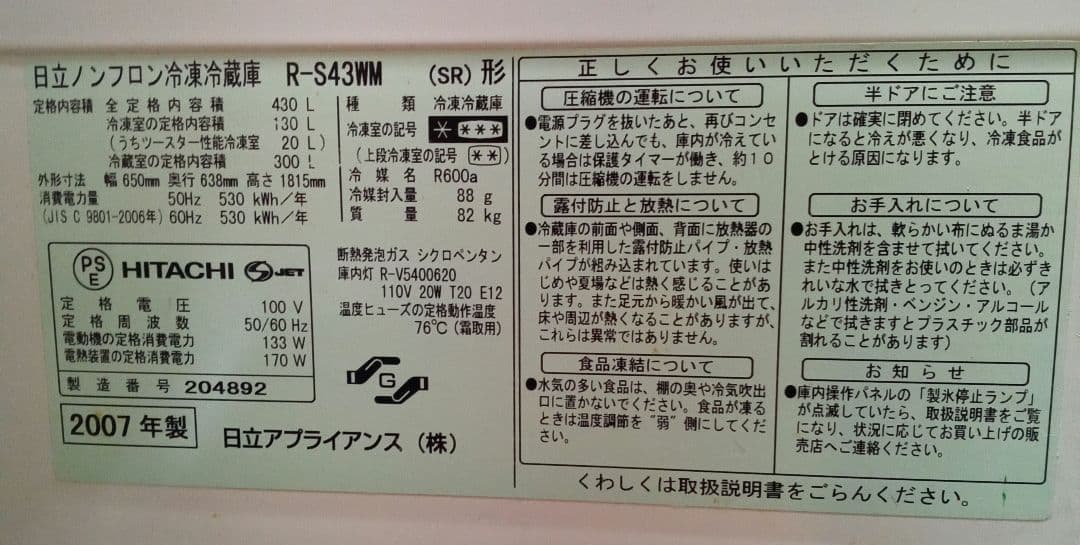 日立ノンフロン冷凍冷蔵庫 R-S43WM (SR) 形
定格内容積 全定格内容積 430 L
冷凍室の定格内容積 130 L
(うちツースター性能冷凍室 20 L)
冷蔵室の定格内容積 300 L
外形寸法 幅 650mm 奥行 638mm 高さ 1815mm
消費電力量 50Hz 530 kWh/年
(JIS C 9801-2006年) 60Hz 530 kWh/年
種類 冷凍冷蔵庫
冷凍室の記号 * ***
(上段冷凍室の記号 **)
冷媒名 R600a
冷媒封入量 88 g
質量 82 kg
PSE HITACHI JET
定格電圧 100 V
定格周波数 50/60 Hz
電動機の定格消費電力 133 W
電熱装置の定格消費電力 170 W
製造番号 204892
断熱発泡ガス シクロペンタン
庫内灯 R-V5400620
110V 20W T20 E12
温度ヒューズの定格動作温度
76℃(霜取用)
G
2007 年製
日立アプライアンス(株)
正しくお使いいただくために
圧縮機の運転について
●電源プラグを抜いたあと、再びコンセ
ントに差し込んでも、庫内が冷えてい
る場合は保護タイマーが働き、約10
分間は圧縮機の運転をしません。
露付防止と放熱について
●冷蔵庫の前面や側面、背面に放熱器の
一部を利用した露付防止パイプ・放熱
パイプが組み込まれています。使いは
じめや夏場などは熱く感じることがあ
ります。また足元から暖かい風が出て、
床や周辺が熱くなることがありますが、
これらは異常ではありません。
食品凍結について
●水気の多い食品は、棚の奥や冷気吹出
口に置かないでください。食品が凍る
ときは温度調節を"弱"側にしてくだ
さい。
半ドアにご注意
●ドアは確実に閉めてください。半ドア
になると冷えが悪くなり、冷凍食品が
とける原因になります。
お手入れについて
●お手入れは、軟らかい布にぬるま湯か
中性洗剤を含ませて拭いてください。
また中性洗剤をお使いのときは必ずき
れいな水で拭きとってください。(ア
ルカリ性洗剤・ベンジン・アルコール
などで拭きますとプラスチック部品が
割れることがあります)
お知らせ
●庫内操作パネルの「製氷停止ランプ」
が点滅していたら、取扱説明書をご覧
になり、状況に応じてお買い上げの販
売店へご連絡ください。
くわしくは取扱説明書をごらんください。